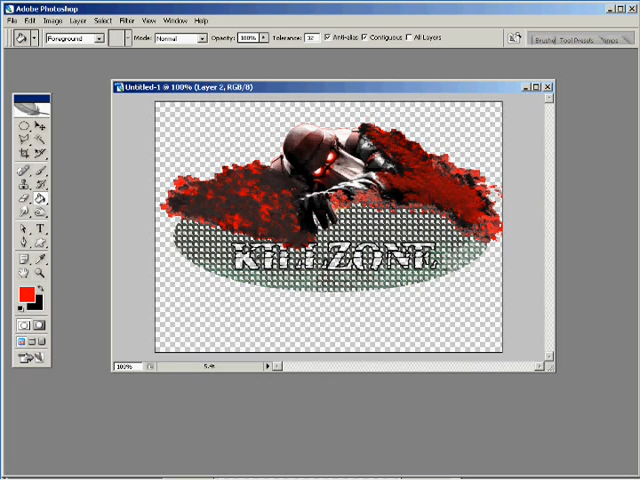 Adobe Photoshop
File Edit Image Layer Select Filter View Window Help
Foreground Mode: Normal Opacity: 100% Tolerance: 32 Anti-alias Contiguous All Layers Brushes Tool Presets
Untitled-1 @ 100% (Layer 2, RGB/8)
KILLZONE
T
100%